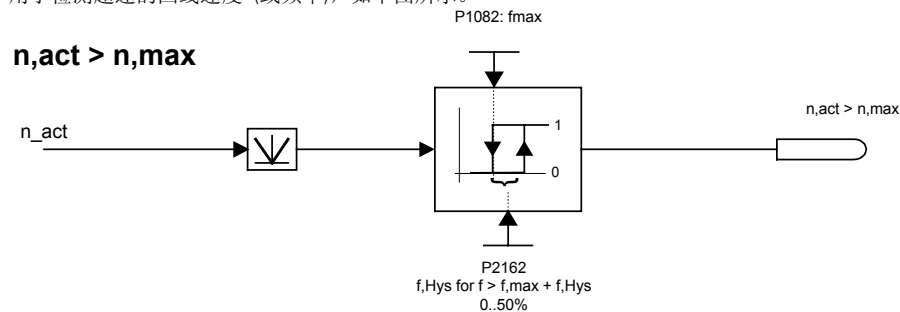 P1082: fmax
n,act > n,max
n,act > n,max
n_act
1
0
P2162
f,Hys for f > f,max + f,Hys
0..50%